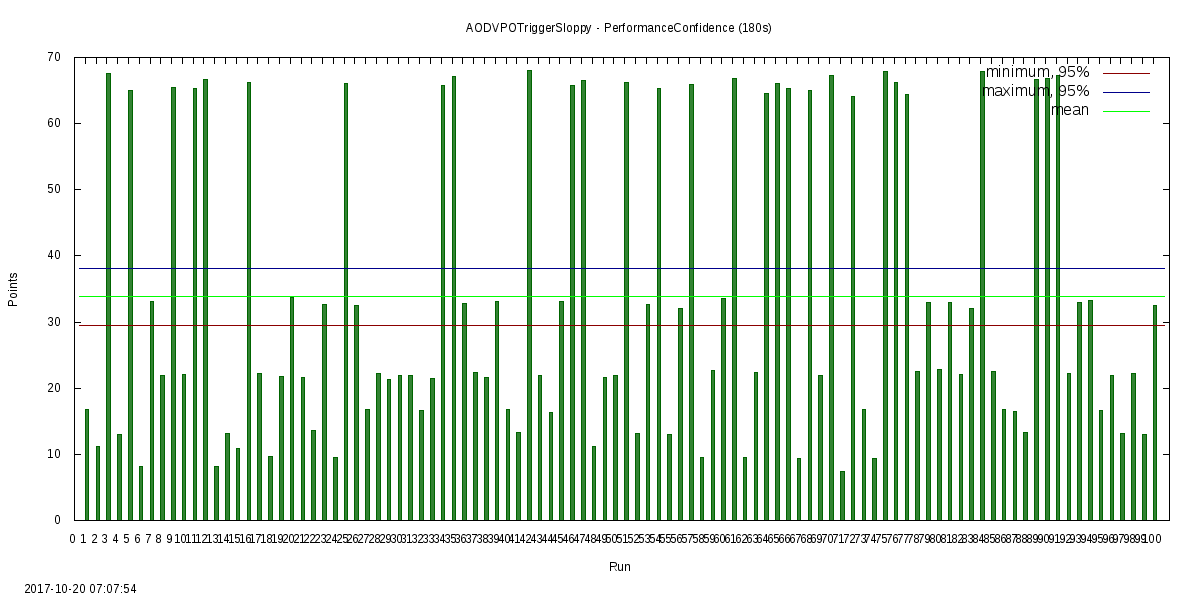 AODVPOTriggerSloppy - PerformanceConfidence (180s)
70
60
50
40
30
20
10
0
Points
minimum, 95%
maximum, 95%
mean
0 1 2 3 4 5 6 7 8 9 10 11 12 13 14 15 16 17 18 19 20 21 22 23 24 25 26 27 28 29 30 31 32 33 34 35 36 37 38 39 40 41 42 43 44 45 46 47 48 49 50 51 52 53 54 55 56 57 58 59 60 61 62 63 64 65 66 67 68 69 70 71 72 73 74 75 76 77 78 79 80 81 82 83 84 85 86 87 88 89 90 91 92 93 94 95 96 97 98 99 100
Run
2017-10-20 07:07:54